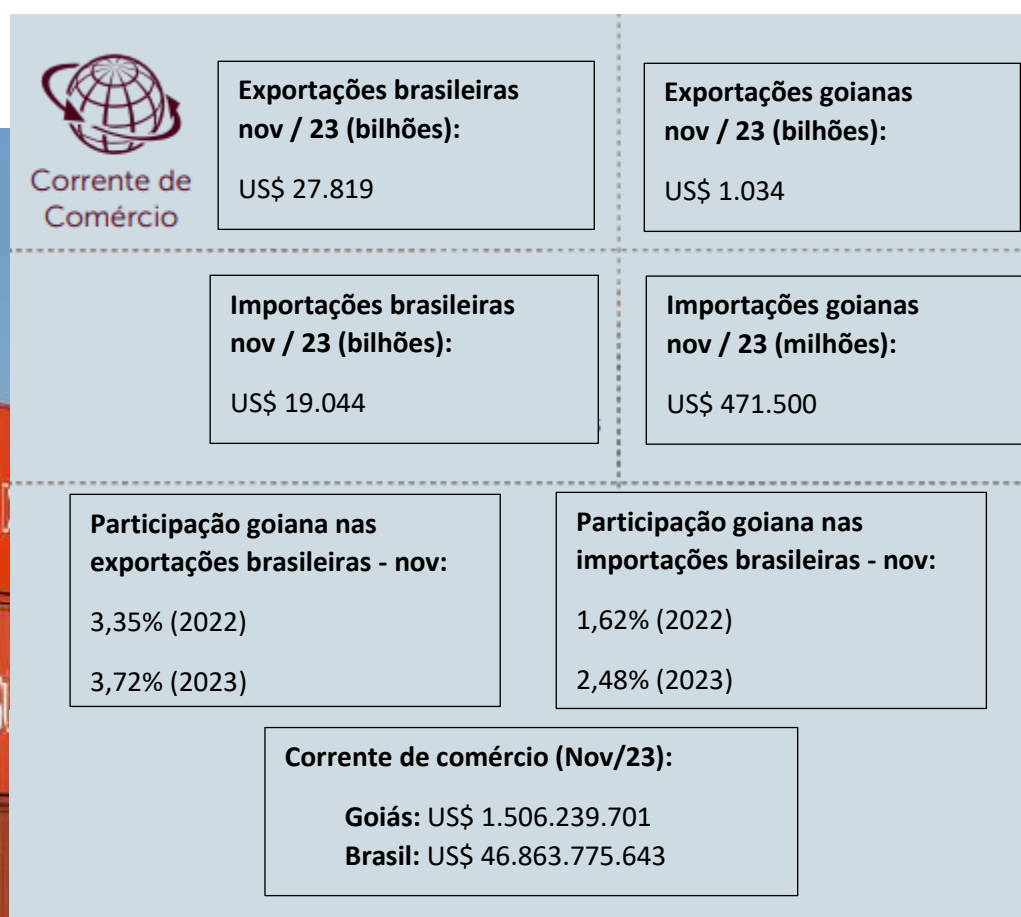 Corrente de
Comércio
Exportações brasileiras
nov / 23 (bilhões):
US$ 27.819
Exportações goianas
nov / 23 (bilhões):
US$ 1.034
Importações brasileiras
nov / 23 (bilhões):
US$ 19.044
Importações goianas
nov / 23 (milhões):
US$ 471.500
Participação goiana nas
exportações brasileiras - nov:
3,35% (2022)
3,72% (2023)
Participação goiana nas
importações brasileiras - nov:
1,62% (2022)
2,48% (2023)
Corrente de comércio (Nov/23):
Goiás: US$ 1.506.239.701
Brasil: US$ 46.863.775.643